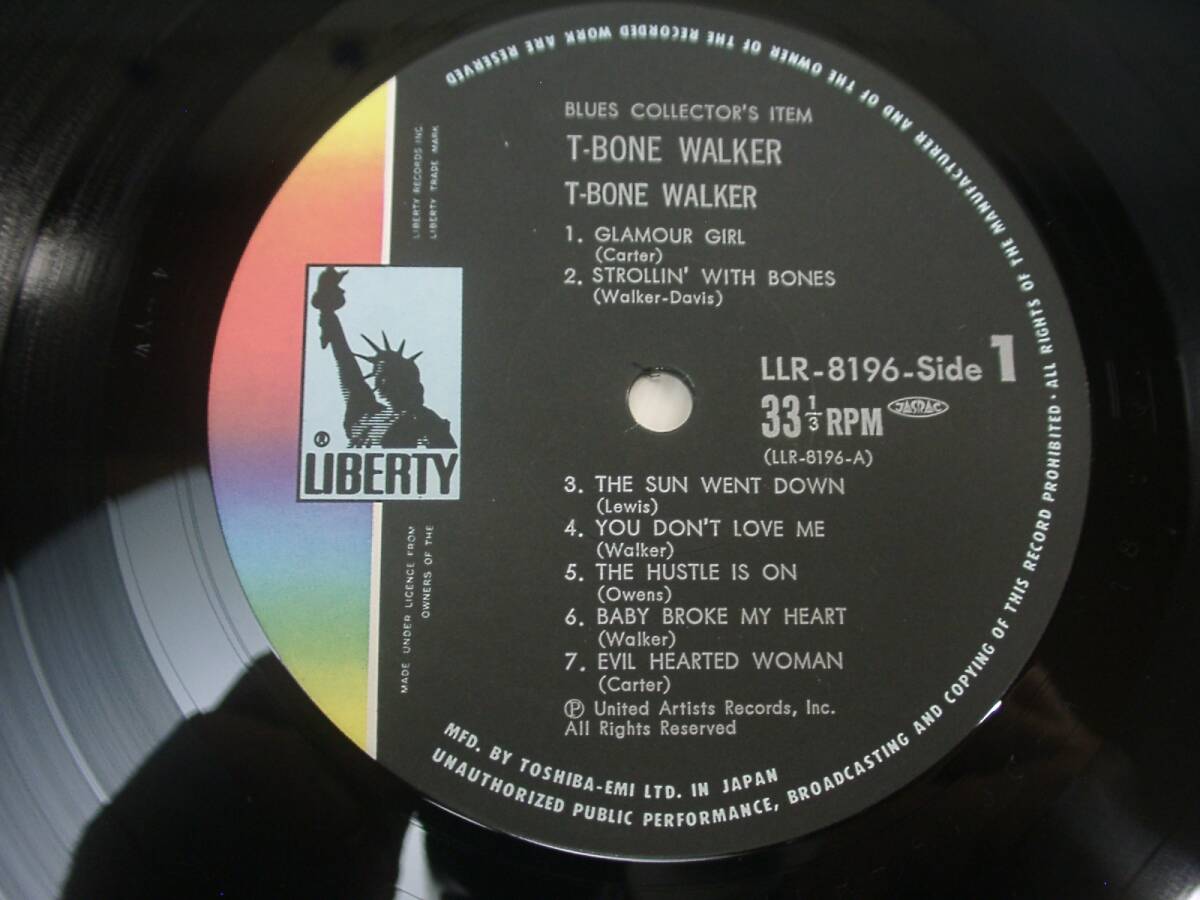 BLUES COLLECTOR'S ITEM
T-BONE WALKER
T-BONE WALKER
1. GLAMOUR GIRL
(Carter)
2. STROLLIN' WITH BONES
(Walker-Davis)
LLR-8196-Side 1
33 1/3 RPM
JASRAC
(LLR-8196-A)
3. THE SUN WENT DOWN
(Lewis)
4. YOU DON'T LOVE ME
(Walker)
5. THE HUSTLE IS ON
(Owens)
6. BABY BROKE MY HEART
(Walker)
7. EVIL HEARTED WOMAN
(Carter)
Ⓟ United Artists Records, Inc.
All Rights Reserved
LIBERTY RECORDS INC.
LIBERTY TRADE MARK
®
LIBERTY
MADE UNDER LICENCE FROM
OWNERS OF THE
MFD. BY TOSHIBA-EMI LTD. IN JAPAN
UNAUTHORIZED PUBLIC PERFORMANCE, BROADCASTING AND COPYING OF THIS RECORD PROHIBITED · ALL RIGHTS OF THE MANUFACTURER AND OF THE OWNER OF THE RECORDED WORK ARE RESERVED